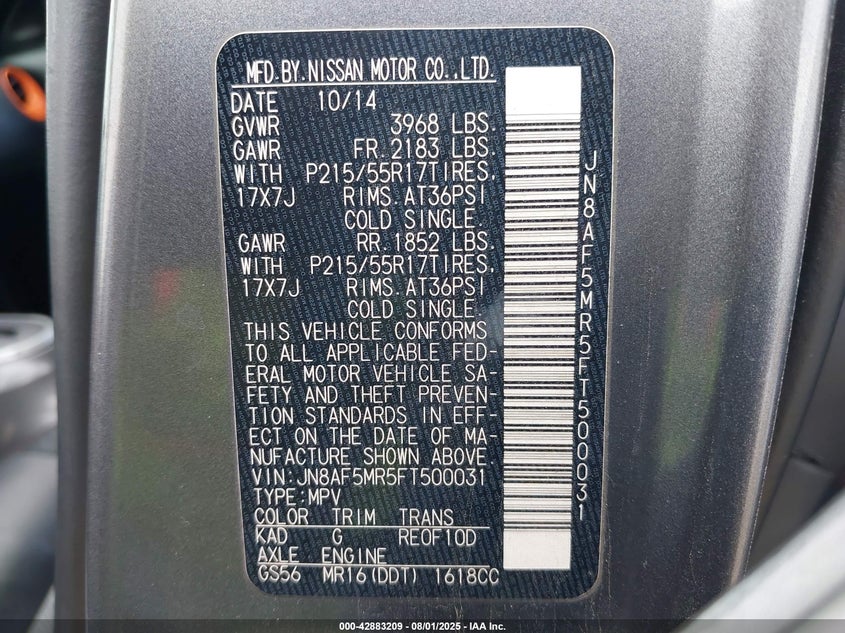 MFD.BY.NISSAN MOTOR CO.,LTD.
DATE 10/14
GVWR 3968 LBS.
GAWR FR.2183 LBS.
WITH P215/55R17TIRES.
17X7J RIMS.AT36PSI
COLD SINGLE.
GAWR RR.1852 LBS.
WITH P215/55R17TIRES.
17X7J RIMS.AT36PSI
COLD SINGLE.
THIS VEHICLE CONFORMS
TO ALL APPLICABLE FED-
ERAL MOTOR VEHICLE SA-
FETY AND THEFT PREVEN-
TION STANDARDS IN EFF-
ECT ON THE DATE OF MA-
NUFACTURE SHOWN ABOVE.
VIN:JN8AF5MR5FT500031
TYPE:MPV
COLOR TRIM TRANS
KAD G RE0F10D
AXLE ENGINE
GS56 MR16(DDT) 1618CC
JN8AF5MR5FT500031
000-42883209 - 08/01/2025 - IAA Inc.